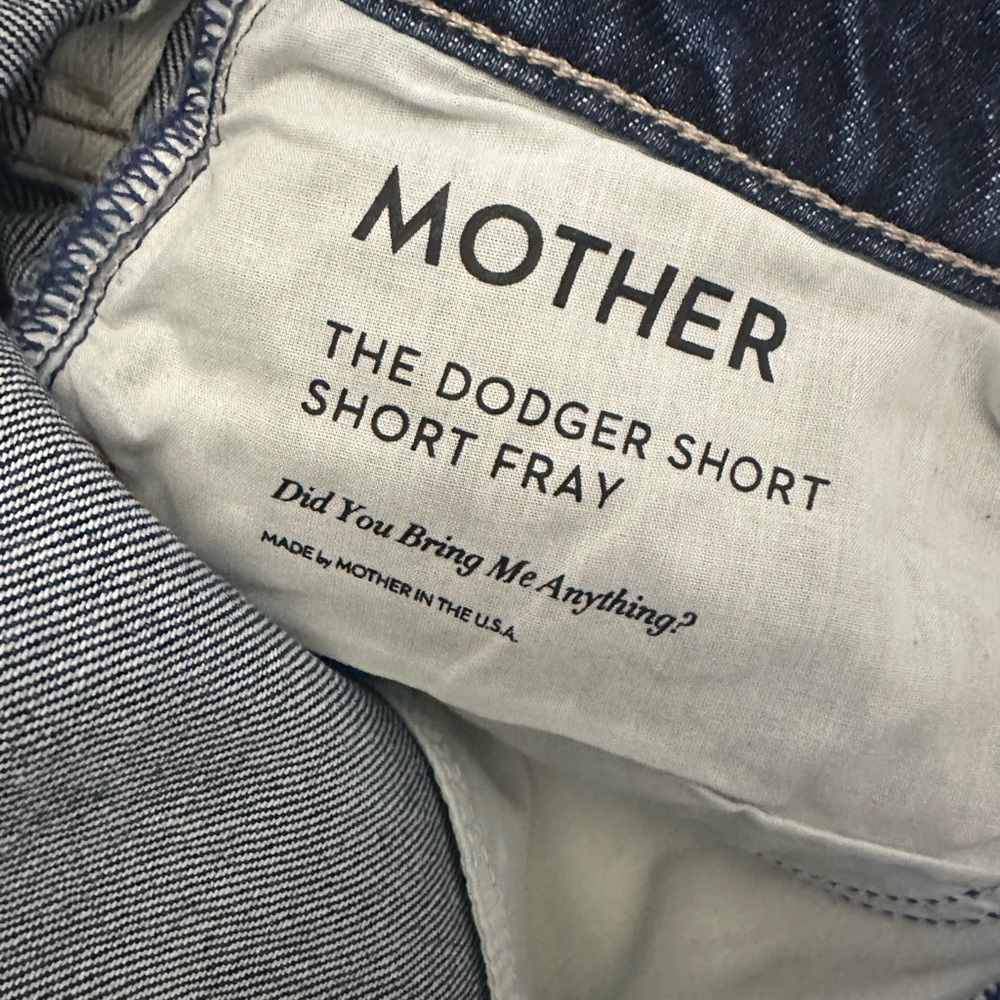 MOTHER
THE DODGER SHORT
SHORT FRAY
Did You Bring Me Anything?
MADE by MOTHER IN THE U.S.A.